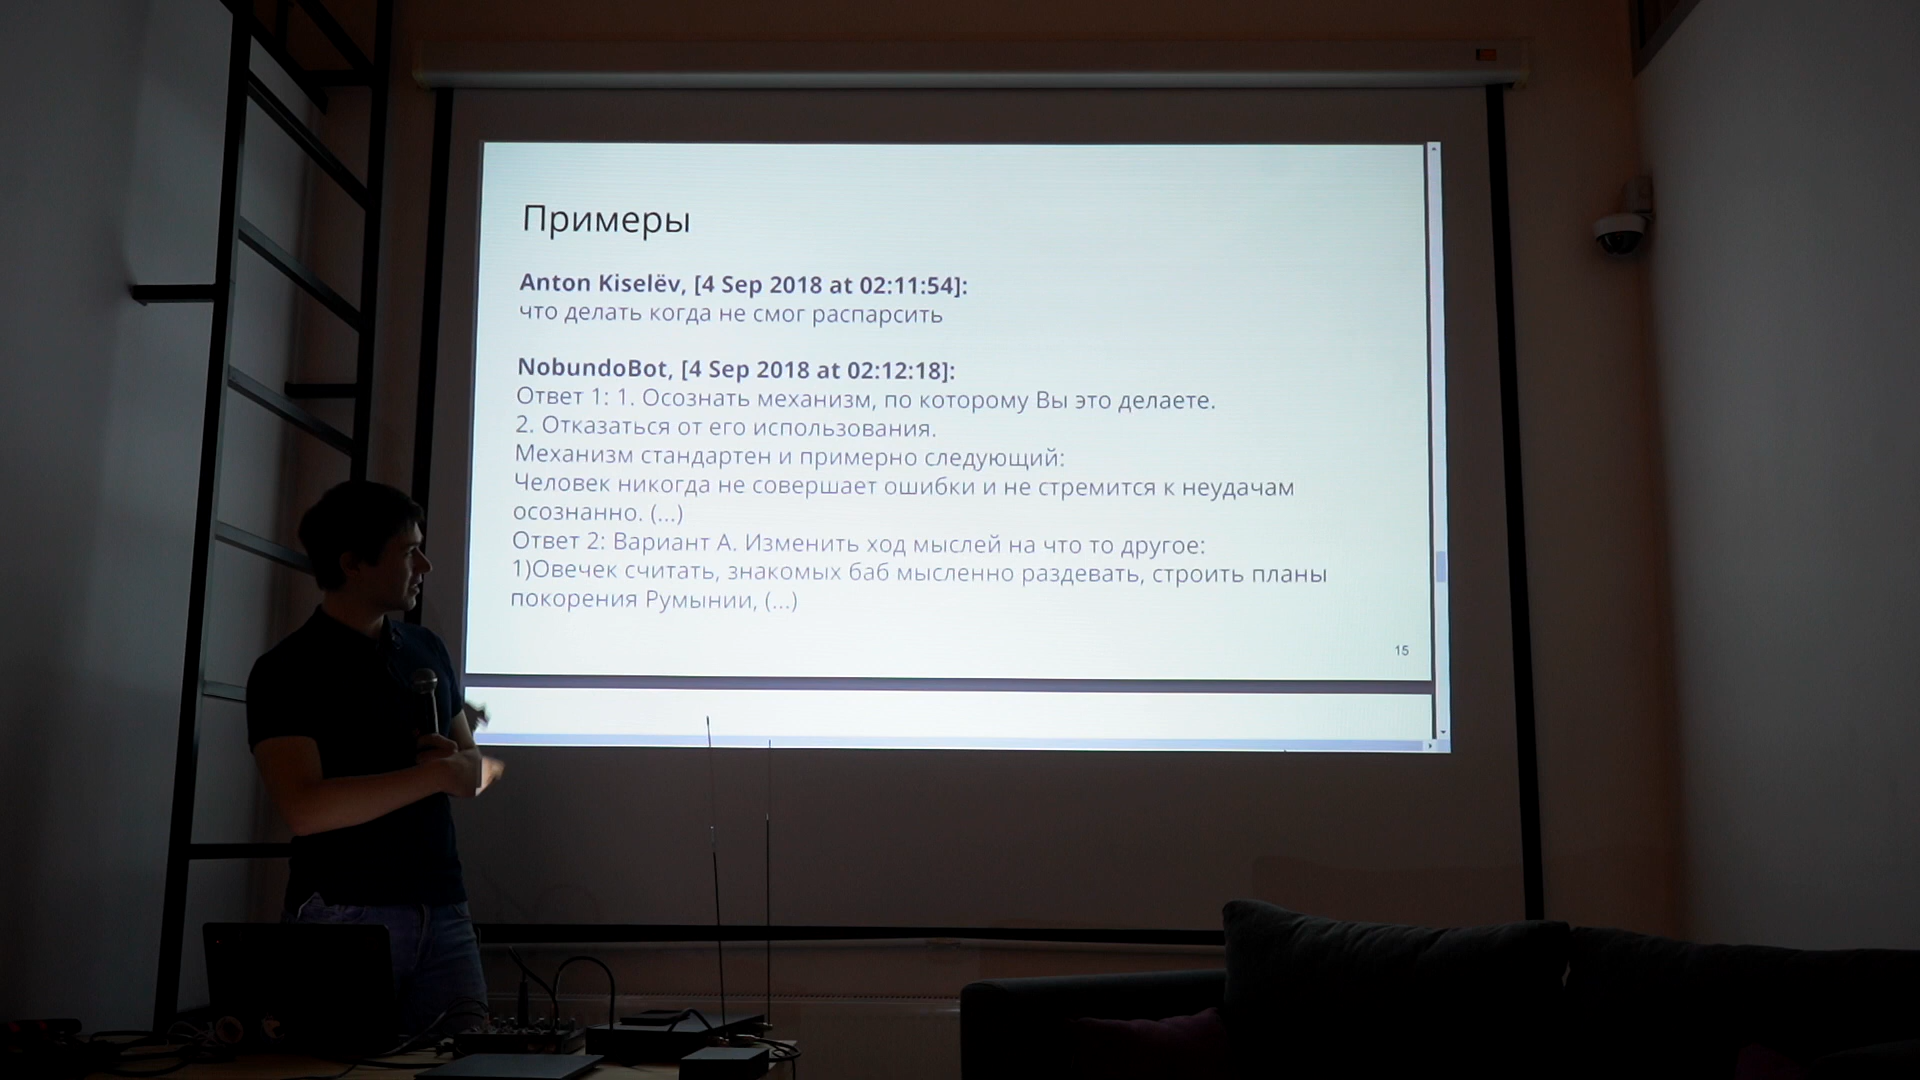 Примеры
Anton Kiselëv, [4 Sep 2018 at 02:11:54]:
что делать когда не смог распарсить
NobundoBot, [4 Sep 2018 at 02:12:18]:
Ответ 1: 1. Осознать механизм, по которому Вы это делаете.
2. Отказаться от его использования.
Механизм стандартен и примерно следующий:
Человек никогда не совершает ошибки и не стремится к неудачам
осознанно. (...)
Ответ 2: Вариант А. Изменить ход мыслей на что то другое:
1)Овечек считать, знакомых баб мысленно раздевать, строить планы
покорения Румынии, (...)
15